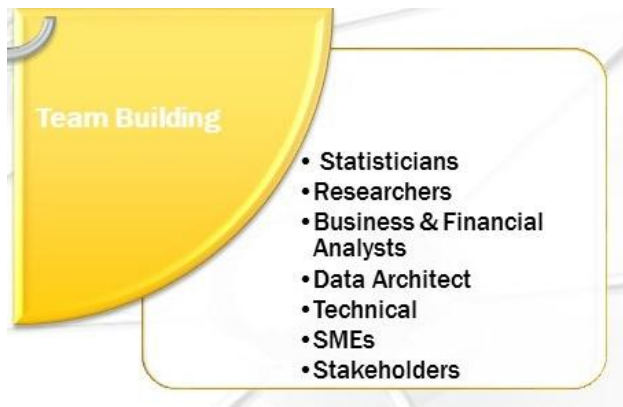 Team Building
• Statisticians
• Researchers
• Business & Financial
Analysts
• Data Architect
• Technical
• SMEs
• Stakeholders